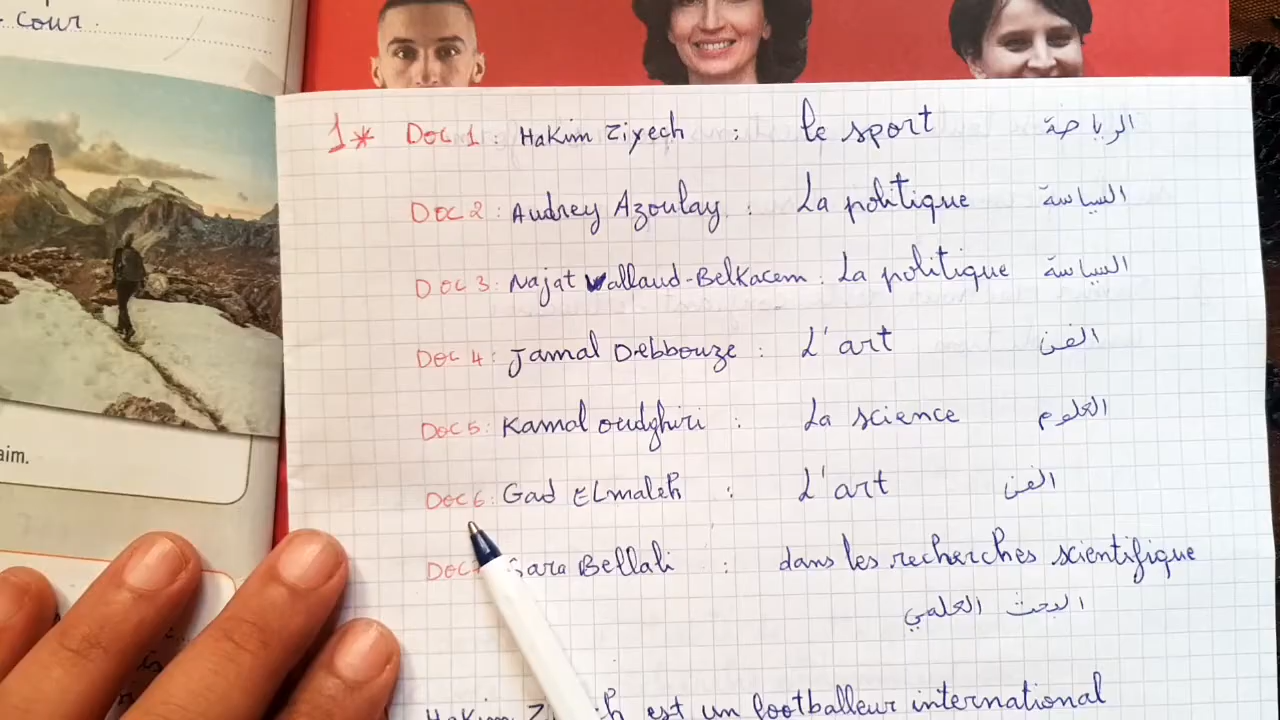 cour.
aim.
1* Doc 1 : Hakim Ziyech : le sport الرياضة
Doc 2 : Audrey Azoulay : La politique السياسة
Doc 3 : Najat Vallaud-Belkacem : La politique السياسة
Doc 4 : Jamal Debbouze : L'art الفن
Doc 5 : Kamal oudghiri : La science العلوم
Doc 6 : Gad ELmaleh : L'art الفن
Doc Sara Bellali : dans les recherches scientifique
البحث العلمي
Hakim est un footballeur international